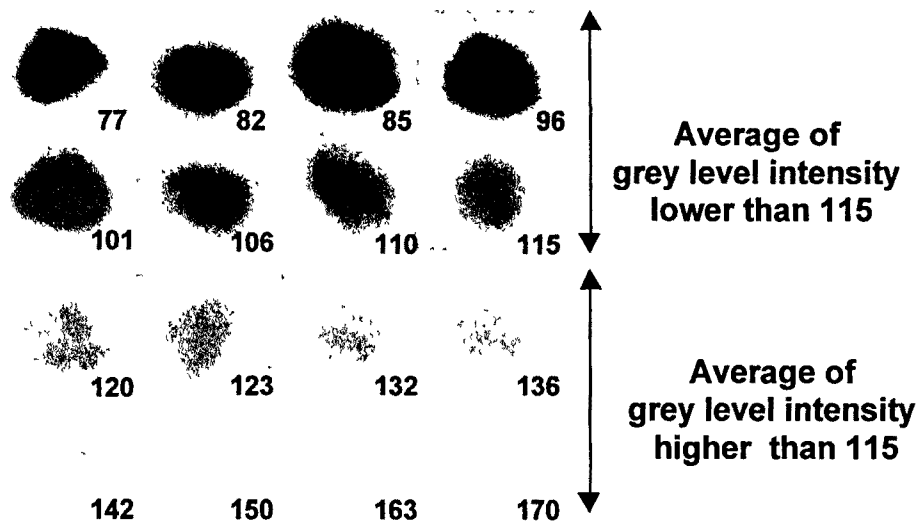 77 82 85 96
101 106 110 115
Average of
grey level intensity
lower than 115
120 123 132 136
142 150 163 170
Average of
grey level intensity
higher than 115